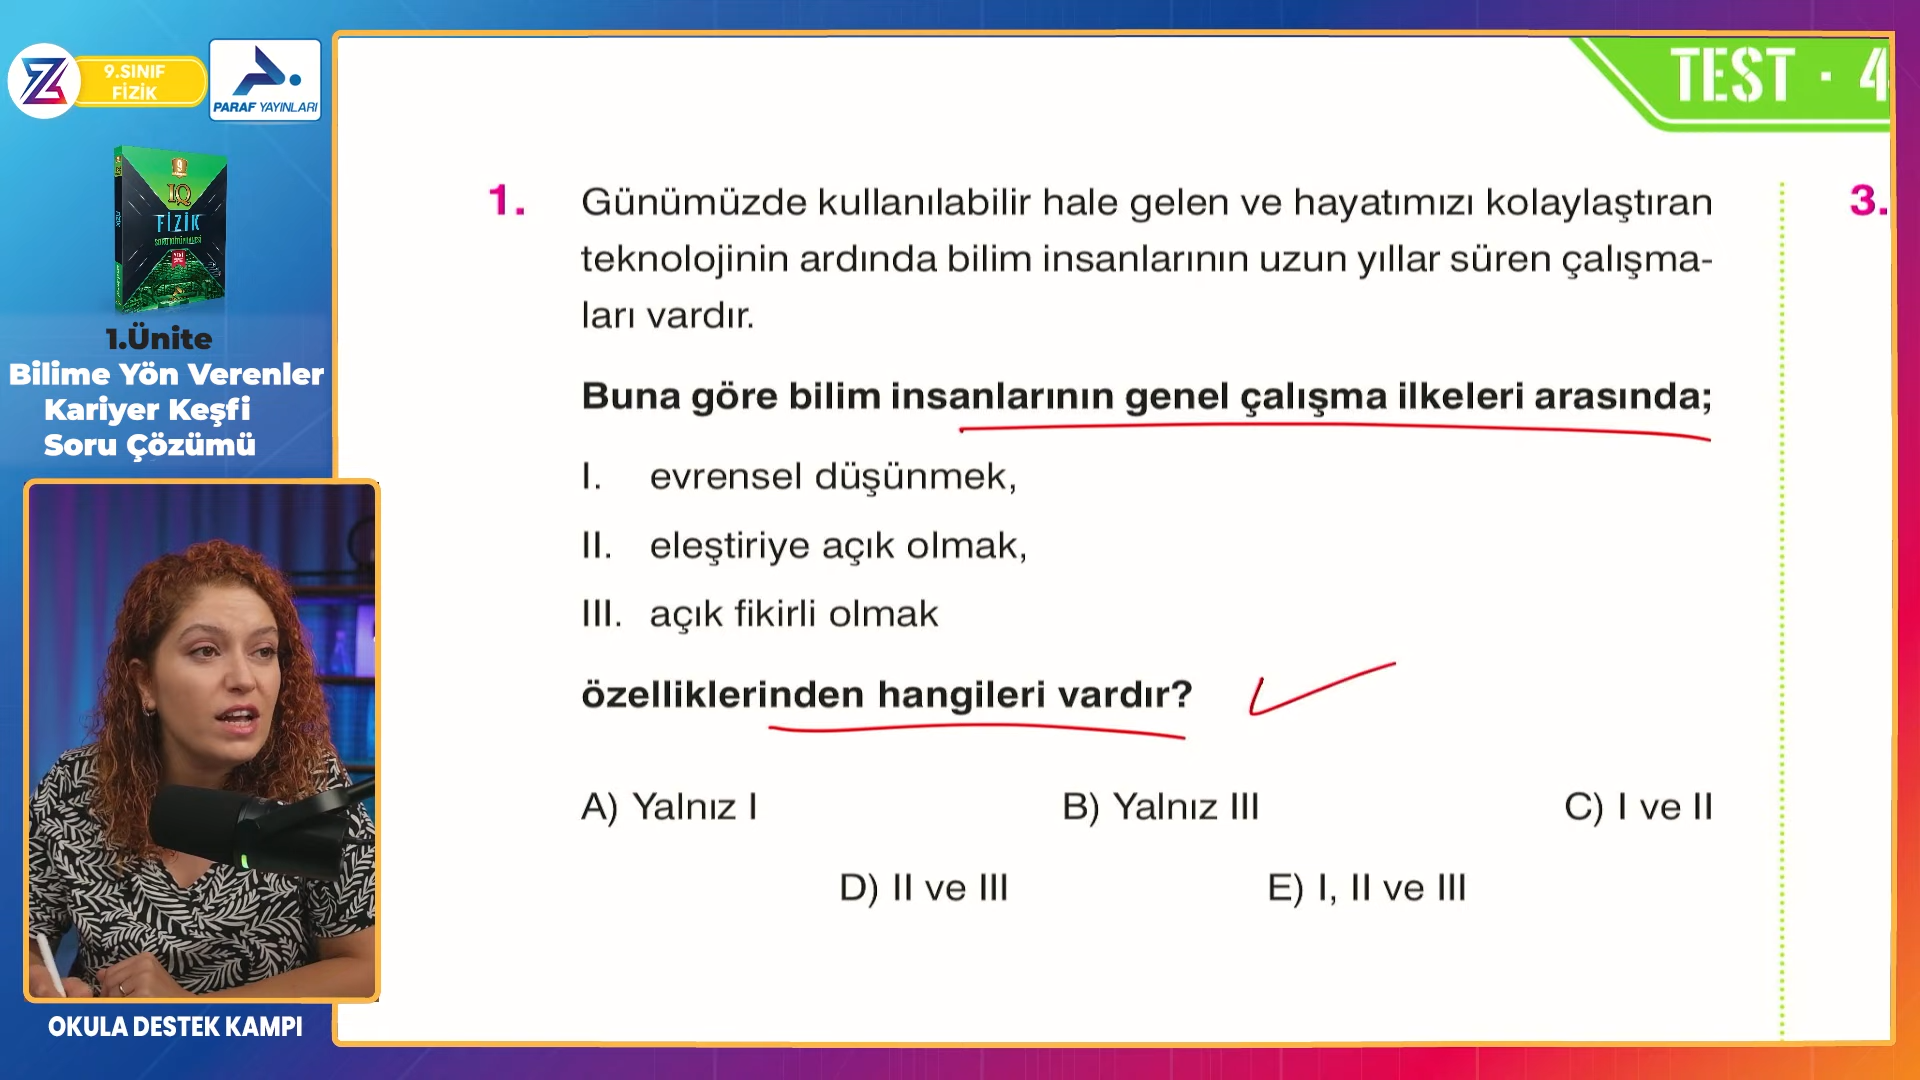 9.SINIF
FİZİK
PARAF YAYINLARI
9
IQ
FİZİK
1.Ünite
Bilime Yön Verenler
Kariyer Keşfi
Soru Çözümü
OKULA DESTEK KAMPI
TEST · 4
1. Günümüzde kullanılabilir hale gelen ve hayatımızı kolaylaştıran
teknolojinin ardında bilim insanlarının uzun yıllar süren çalışma-
ları vardır.
Buna göre bilim insanlarının genel çalışma ilkeleri arasında;
I. evrensel düşünmek,
II. eleştiriye açık olmak,
III. açık fikirli olmak
özelliklerinden hangileri vardır?
A) Yalnız I B) Yalnız III C) I ve II
D) II ve III E) I, II ve III
3.